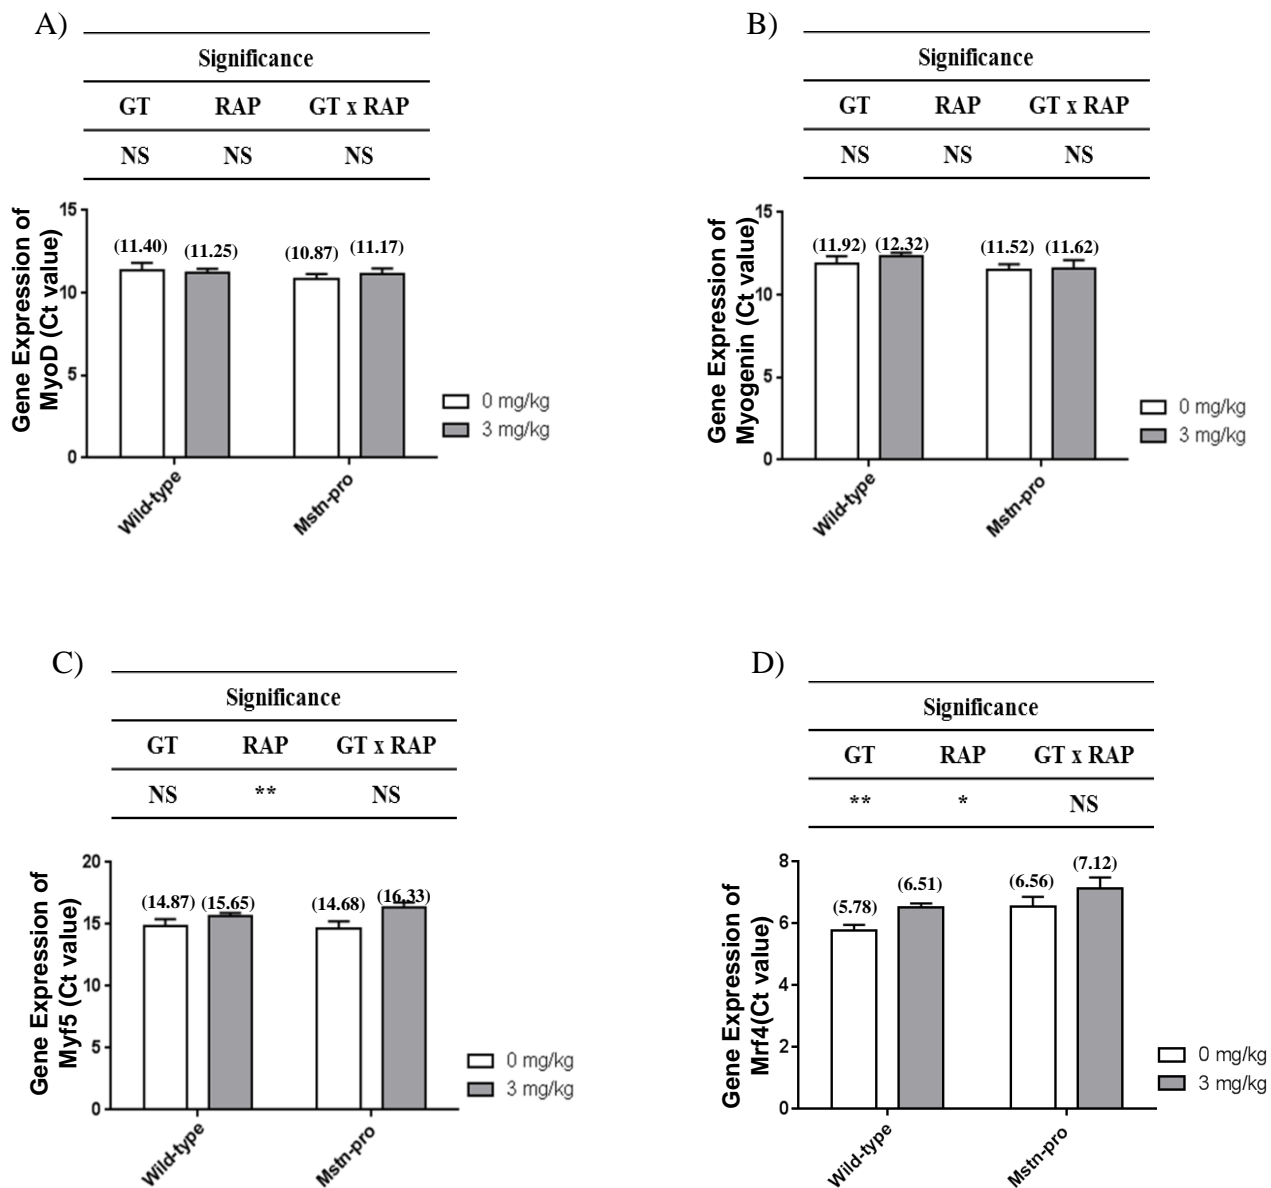 A)
Significance
GT RAP GT x RAP
NS NS NS
Gene Expression of
MyoD (Ct value)
15
10
5
0
(11.40) (11.25) (10.87) (11.17)
Wild-type
Mstn-pro
0 mg/kg
3 mg/kg
B)
Significance
GT RAP GT x RAP
NS NS NS
Gene Expression of
Myogenin (Ct value)
15
10
5
0
(11.92) (12.32) (11.52) (11.62)
Wild-type
Mstn-pro
0 mg/kg
3 mg/kg
C)
Significance
GT RAP GT x RAP
NS ** NS
Gene Expression of
Myf5 (Ct value)
20
15
10
5
0
(14.87) (15.65) (14.68) (16.33)
Wild-type
Mstn-pro
0 mg/kg
3 mg/kg
D)
Significance
GT RAP GT x RAP
** * NS
Gene Expression of
Mrf4(Ct value)
8
6
4
2
0
(5.78) (6.51) (6.56) (7.12)
Wild-type
Mstn-pro
0 mg/kg
3 mg/kg